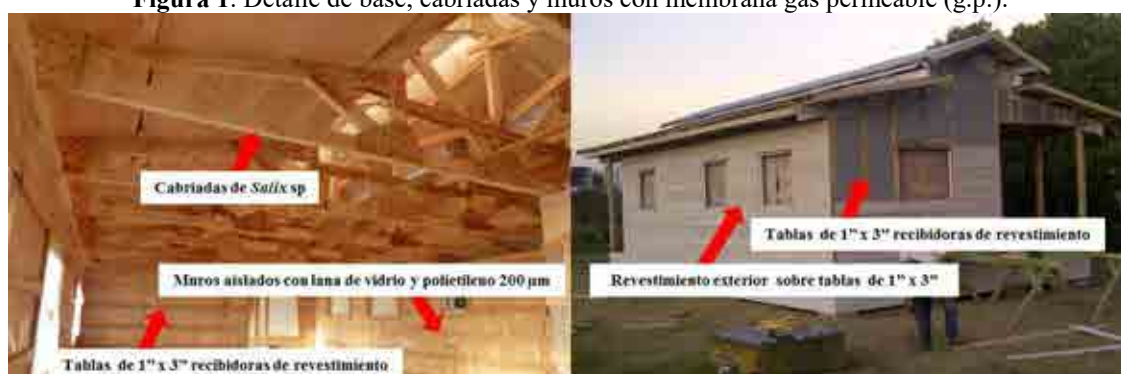 Figura 1. Detalle de base, cabriadas y muros con membrana gas permeable (g.p.).
Cabriadas de Salix sp
Muros aislados con lana de vidrio y polietileno 200 µm
Tablas de 1" x 3" recibidoras de revestimiento
Tablas de 1" x 3" recibidoras de revestimiento
Revestimiento exterior sobre tablas de 1" x 3"